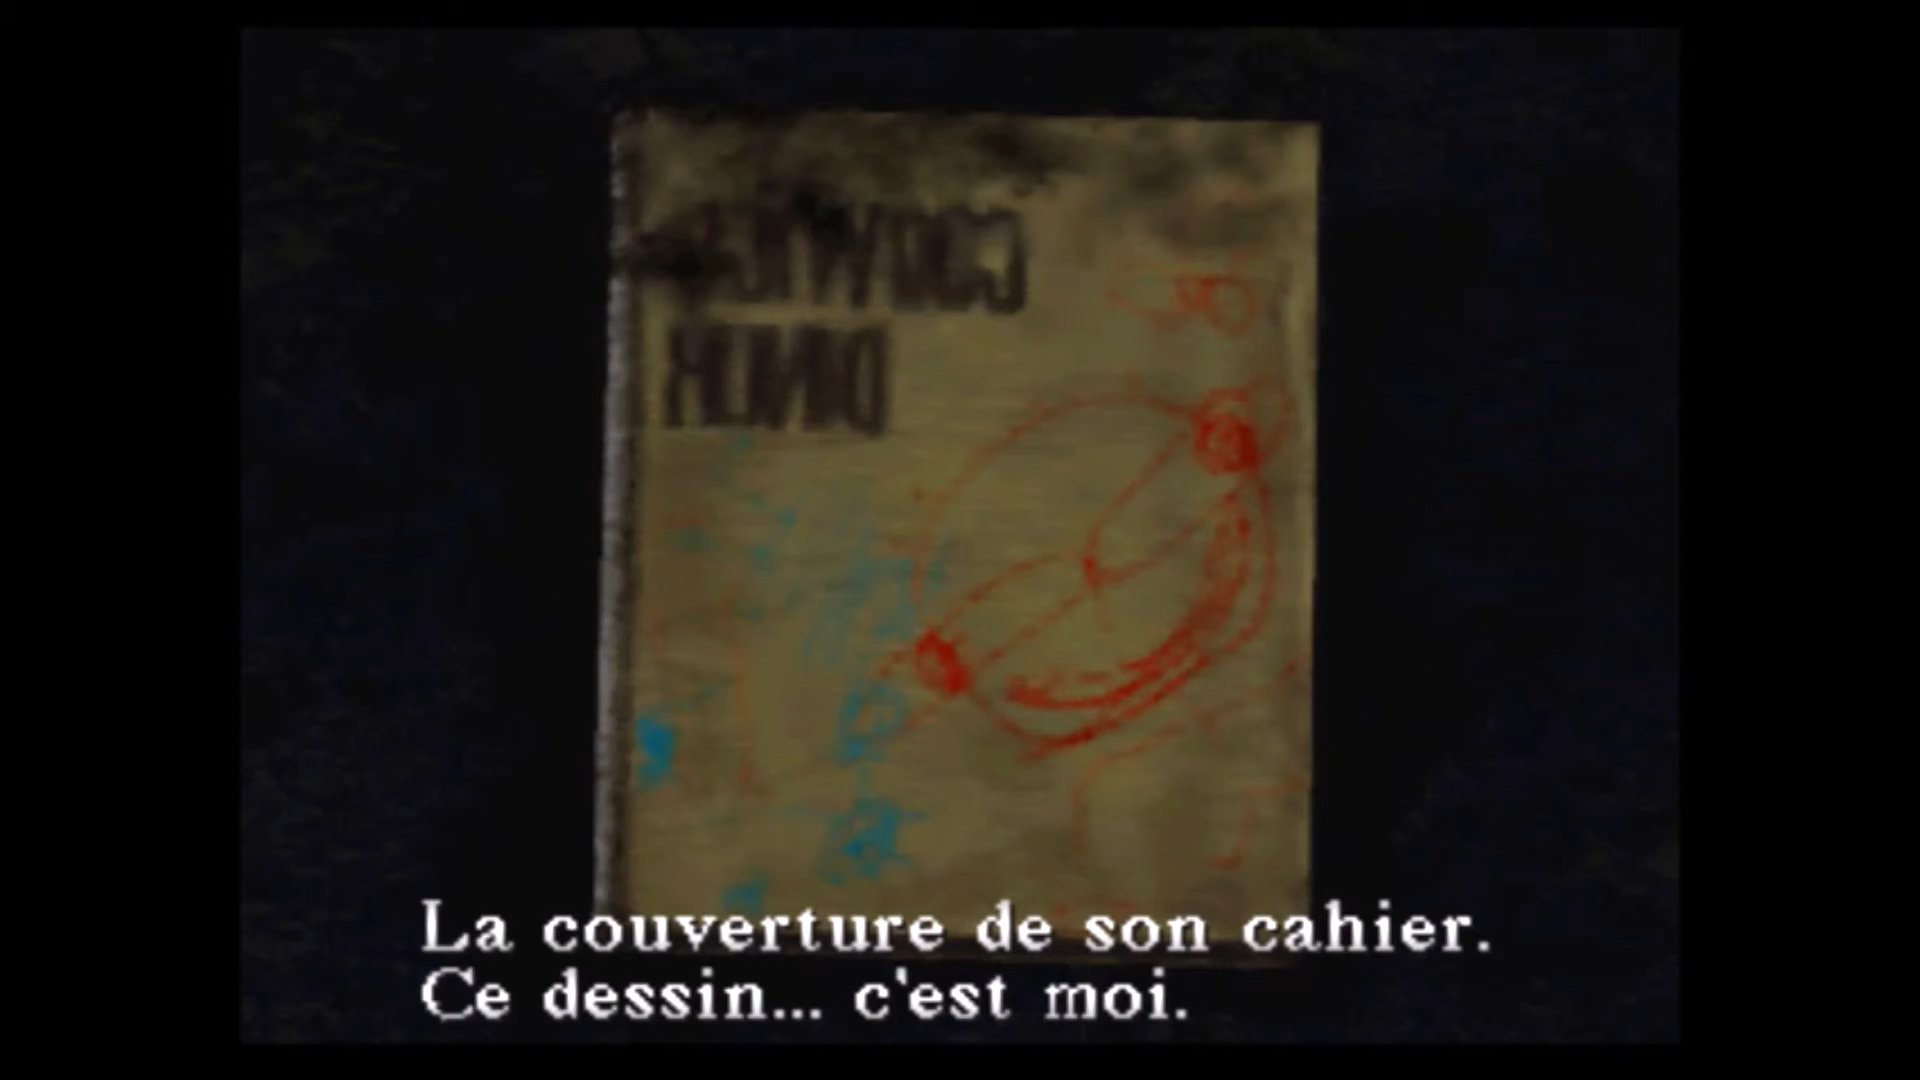 La couverture de son cahier.
Ce dessin... c'est moi.